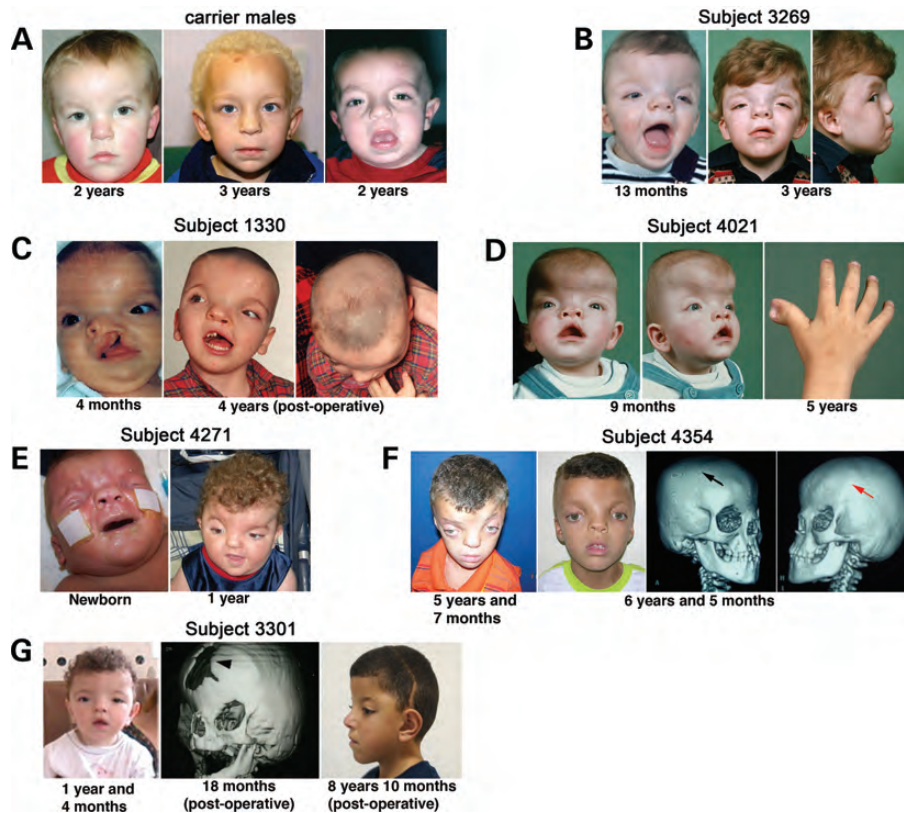 carrier males
Subject 3269
A
B
2 years
3 years
2 years
13 months
3 years
Subject 1330
Subject 4021
C
D
4 months
4 years (post-operative)
9 months
5 years
Subject 4271
Subject 4354
E
F
Newborn
1 year
5 years and
7 months
6 years and 5 months
Subject 3301
G
1 year and
4 months
18 months
(post-operative)
8 years 10 months
(post-operative)